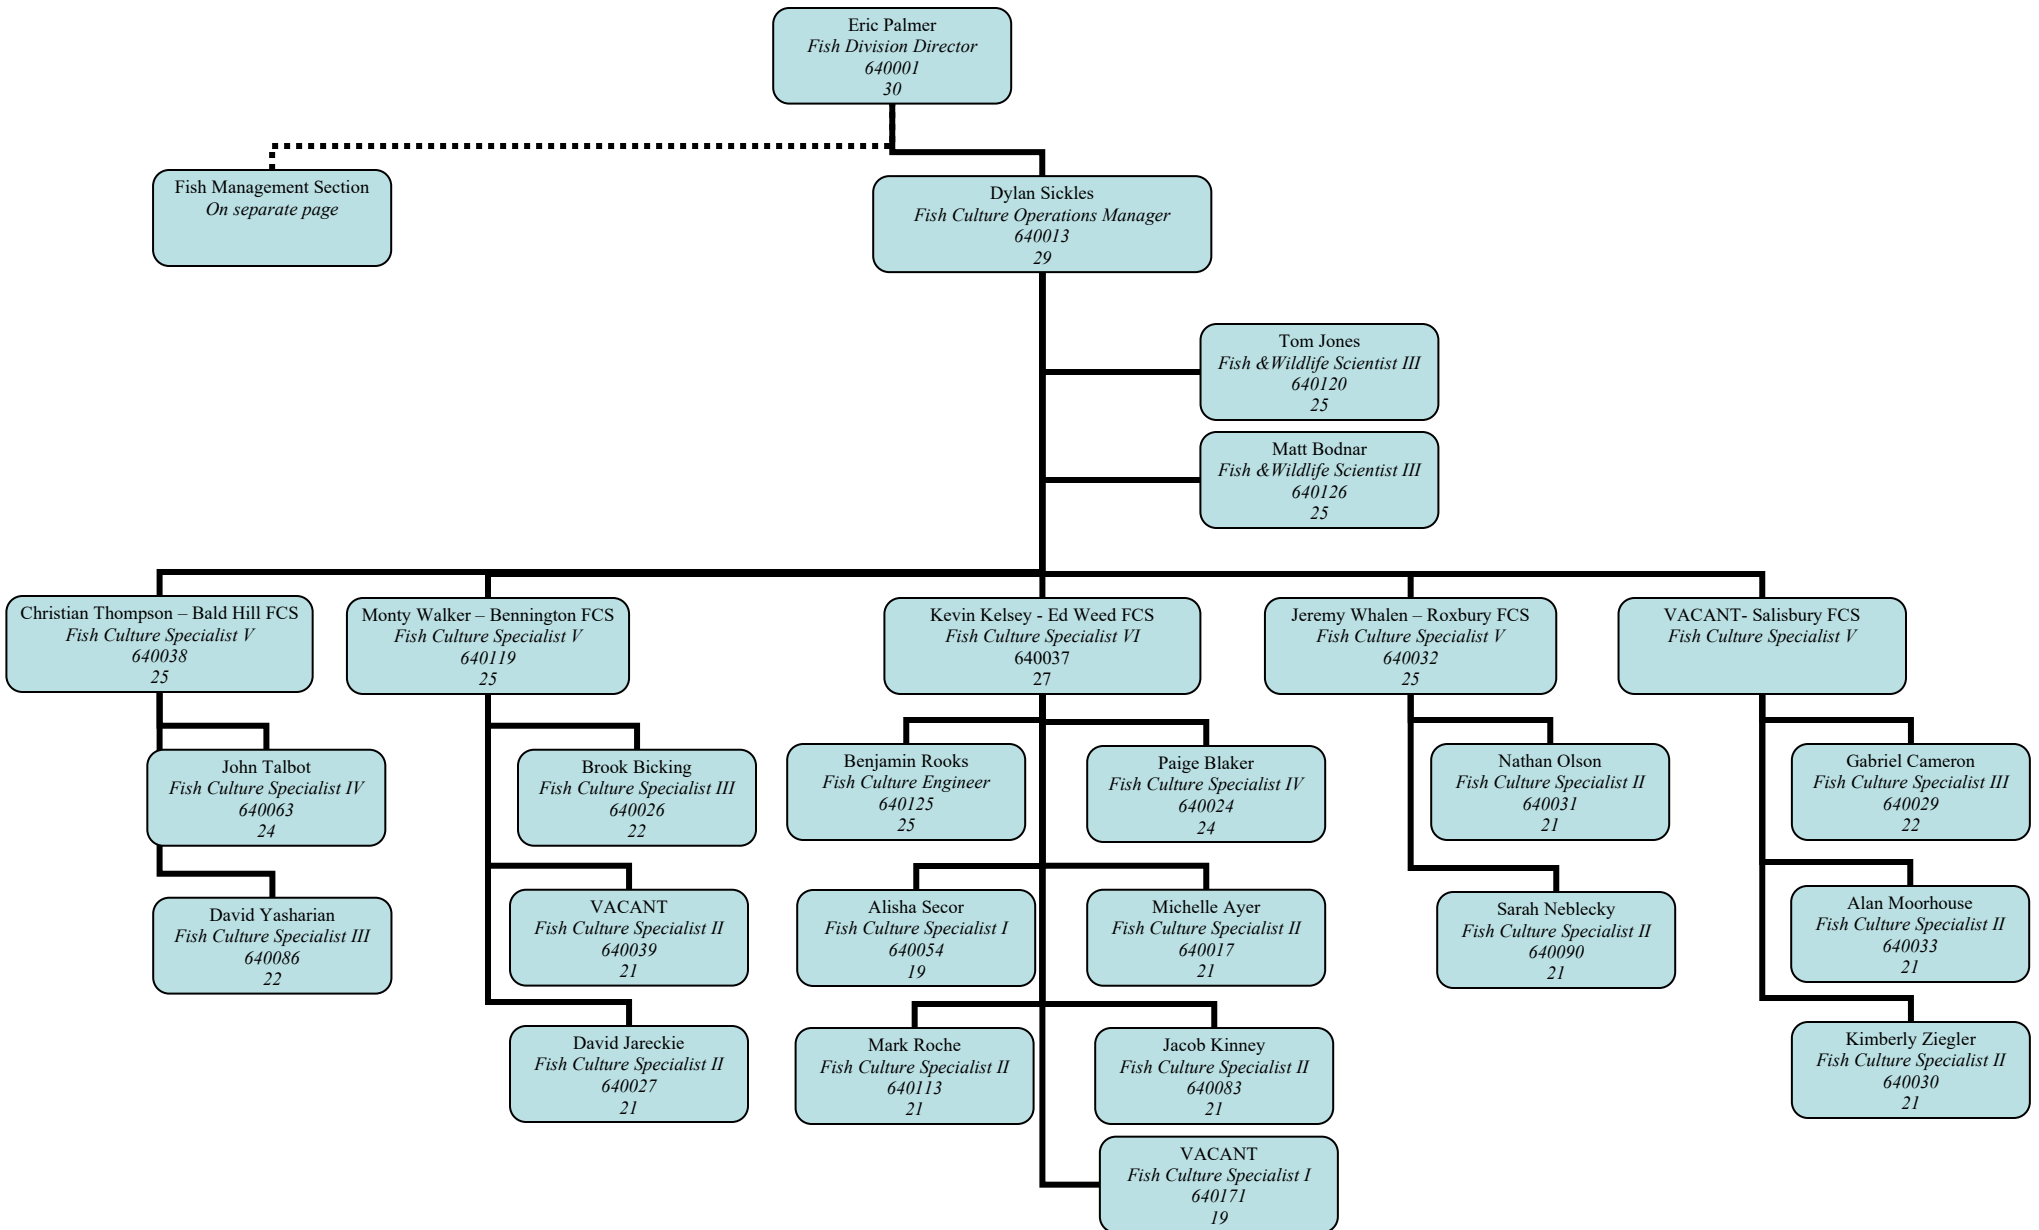 Eric Palmer
Fish Division Director
640001
30
Fish Management Section
On separate page
Dylan Sickles
Fish Culture Operations Manager
640013
29
Tom Jones
Fish &Wildlife Scientist III
640120
25
Matt Bodnar
Fish &Wildlife Scientist III
640126
25
Christian Thompson – Bald Hill FCS
Fish Culture Specialist V
640038
25
Monty Walker – Bennington FCS
Fish Culture Specialist V
640119
25
Kevin Kelsey - Ed Weed FCS
Fish Culture Specialist VI
640037
27
Jeremy Whalen – Roxbury FCS
Fish Culture Specialist V
640032
25
VACANT- Salisbury FCS
Fish Culture Specialist V
John Talbot
Fish Culture Specialist IV
640063
24
Brook Bicking
Fish Culture Specialist III
640026
22
Benjamin Rooks
Fish Culture Engineer
640125
25
Paige Blaker
Fish Culture Specialist IV
640024
24
Nathan Olson
Fish Culture Specialist II
640031
21
Gabriel Cameron
Fish Culture Specialist III
640029
22
David Yasharian
Fish Culture Specialist III
640086
22
VACANT
Fish Culture Specialist II
640039
21
Alisha Secor
Fish Culture Specialist I
640054
19
Michelle Ayer
Fish Culture Specialist II
640017
21
Sarah Neblecky
Fish Culture Specialist II
640090
21
Alan Moorhouse
Fish Culture Specialist II
640033
21
David Jareckie
Fish Culture Specialist II
640027
21
Mark Roche
Fish Culture Specialist II
640113
21
Jacob Kinney
Fish Culture Specialist II
640083
21
Kimberly Ziegler
Fish Culture Specialist II
640030
21
VACANT
Fish Culture Specialist I
640171
19